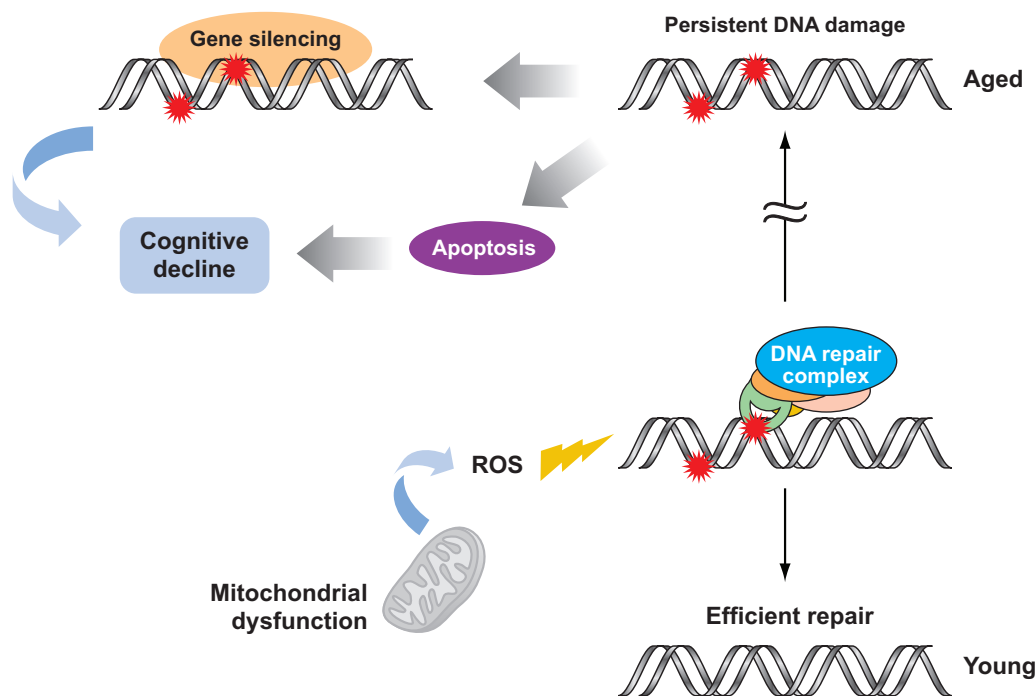 Gene silencing
Persistent DNA damage
Aged
Cognitive
decline
Apoptosis
DNA repair
complex
ROS
Mitochondrial
dysfunction
Efficient repair
Young